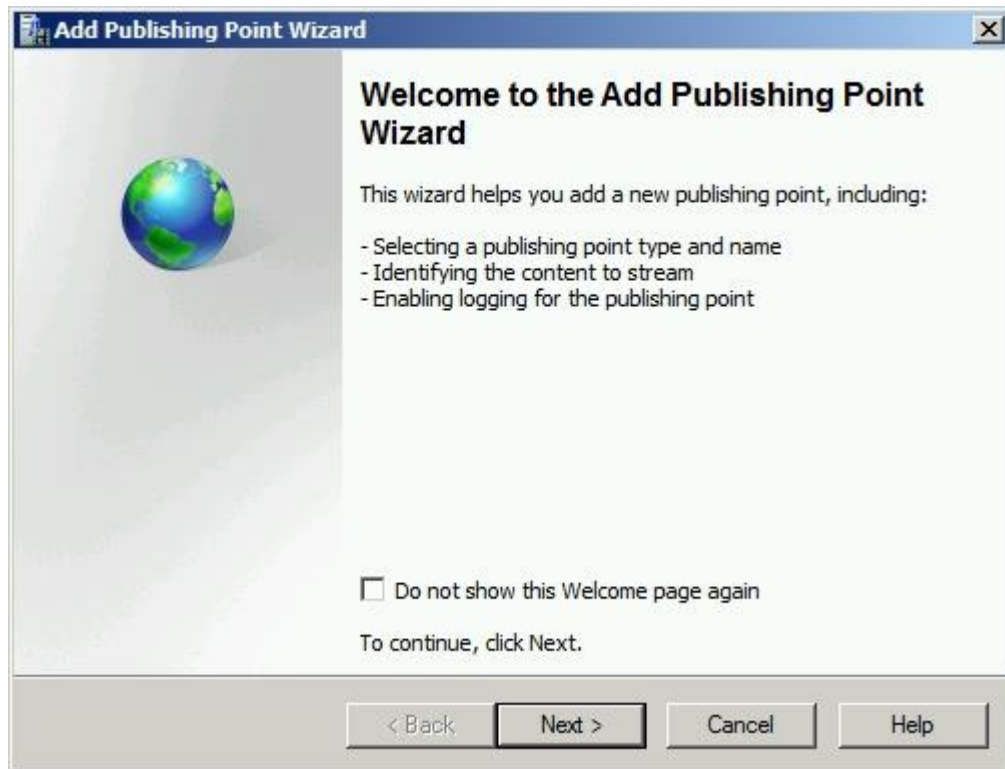 Add Publishing Point Wizard
Welcome to the Add Publishing Point
Wizard
This wizard helps you add a new publishing point, including:
- Selecting a publishing point type and name
- Identifying the content to stream
- Enabling logging for the publishing point
Do not show this Welcome page again
To continue, click Next.
< Back
Next >
Cancel
Help